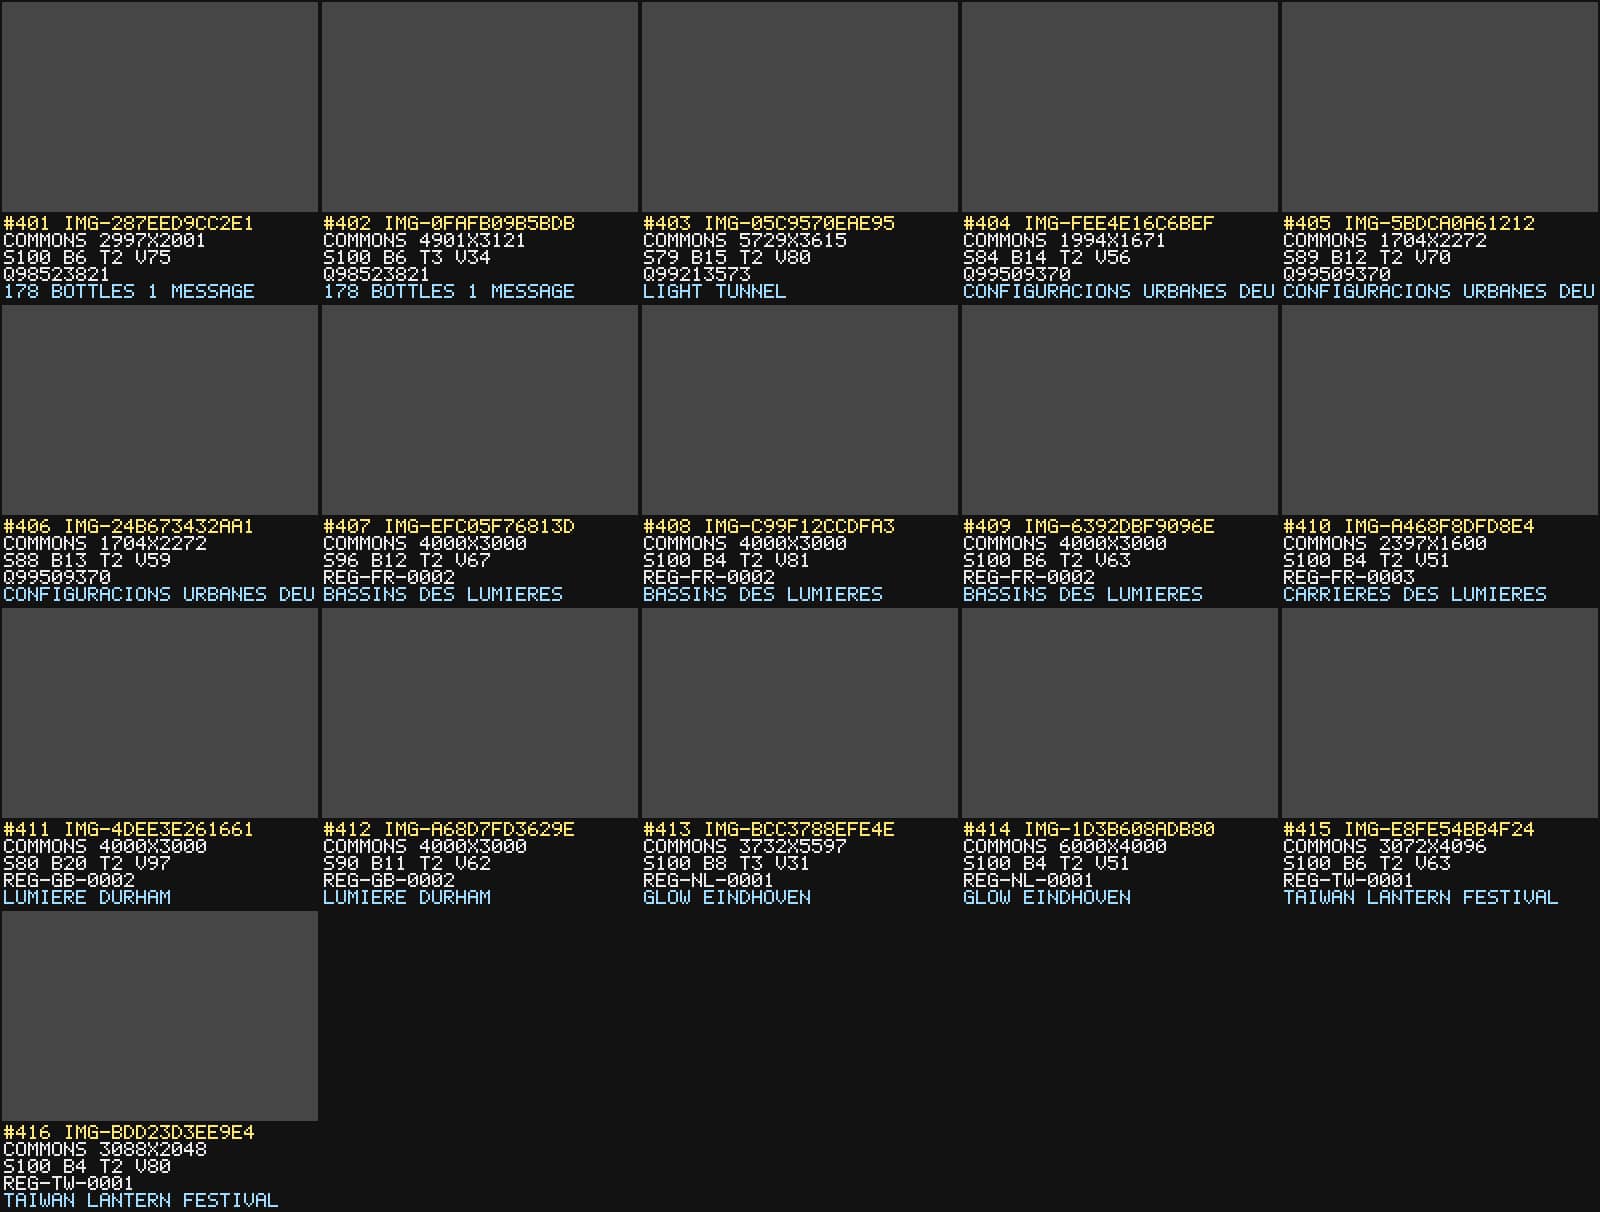 #401 IMG-287EED9CC2E1
COMMONS 2997X2001
S100 B6 T2 V75
Q98523821
178 BOTTLES 1 MESSAGE
#402 IMG-0FAFB09B5BDB
COMMONS 4901X3121
S100 B6 T3 V34
Q98523821
178 BOTTLES 1 MESSAGE
#403 IMG-05C9570EAE95
COMMONS 5729X3615
S79 B15 T2 V80
Q99213573
LIGHT TUNNEL
#404 IMG-FEE4E16C6BEF
COMMONS 1994X1671
S84 B14 T2 V56
Q99509370
CONFIGURACIONS URBANES DEU
#405 IMG-5BDCA0A61212
COMMONS 1704X2272
S89 B12 T2 V70
Q99509370
CONFIGURACIONS URBANES DEU
#406 IMG-24B673432AA1
COMMONS 1704X2272
S88 B13 T2 V59
Q99509370
CONFIGURACIONS URBANES DEU
#407 IMG-EFC05F76813D
COMMONS 4000X3000
S96 B12 T2 V67
REG-FR-0002
BASSINS DES LUMIERES
#408 IMG-C99F12CCDFA3
COMMONS 4000X3000
S100 B4 T2 V81
REG-FR-0002
BASSINS DES LUMIERES
#409 IMG-6392DBF9096E
COMMONS 4000X3000
S100 B6 T2 V63
REG-FR-0002
BASSINS DES LUMIERES
#410 IMG-A468F8DFD8E4
COMMONS 2397X1600
S100 B4 T2 V51
REG-FR-0003
CARRIERES DES LUMIERES
#411 IMG-4DEE3E261661
COMMONS 4000X3000
S80 B20 T2 V97
REG-GB-0002
LUMIERE DURHAM
#412 IMG-A68D7FD3629E
COMMONS 4000X3000
S90 B11 T2 V62
REG-GB-0002
LUMIERE DURHAM
#413 IMG-BCC3788EFE4E
COMMONS 3732X5597
S100 B8 T3 V31
REG-NL-0001
GLOW EINDHOVEN
#414 IMG-1D3B608ADB80
COMMONS 6000X4000
S100 B4 T2 V51
REG-NL-0001
GLOW EINDHOVEN
#415 IMG-E8FE54BB4F24
COMMONS 3072X4096
S100 B6 T2 V63
REG-TW-0001
TAIWAN LANTERN FESTIVAL
#416 IMG-BDD23D3EE9E4
COMMONS 3088X2048
S100 B4 T2 V80
REG-TW-0001
TAIWAN LANTERN FESTIVAL